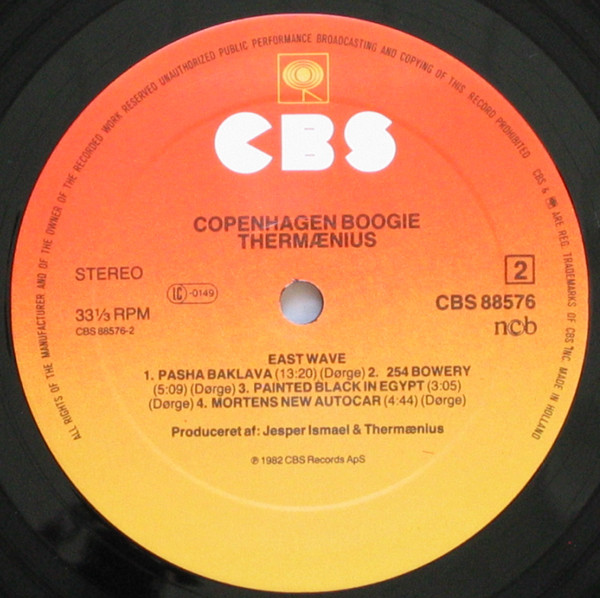 ALL RIGHTS OF THE MANUFACTURER AND OF THE OWNER OF THE RECORDED WORK RESERVED UNAUTHORIZED PUBLIC PERFORMANCE BROADCASTING AND COPYING OF THIS RECORD PROHIBITED
CBS & ARE REG. TRADEMARKS OF CBS INC. MADE IN HOLLAND
CBS
COPENHAGEN BOOGIE
THERMÆNIUS
STEREO
2
LC -0149
CBS 88576
33 1/3 RPM
CBS 88576-2
ncb
EAST WAVE
1. PASHA BAKLAVA (13:20) (Dørge) 2. 254 BOWERY
(5:09) (Dørge) 3. PAINTED BLACK IN EGYPT (3:05)
(Dørge) 4. MORTENS NEW AUTOCAR (4:44) (Dørge)
Produceret af: Jesper Ismael & Thermænius
℗ 1982 CBS Records ApS